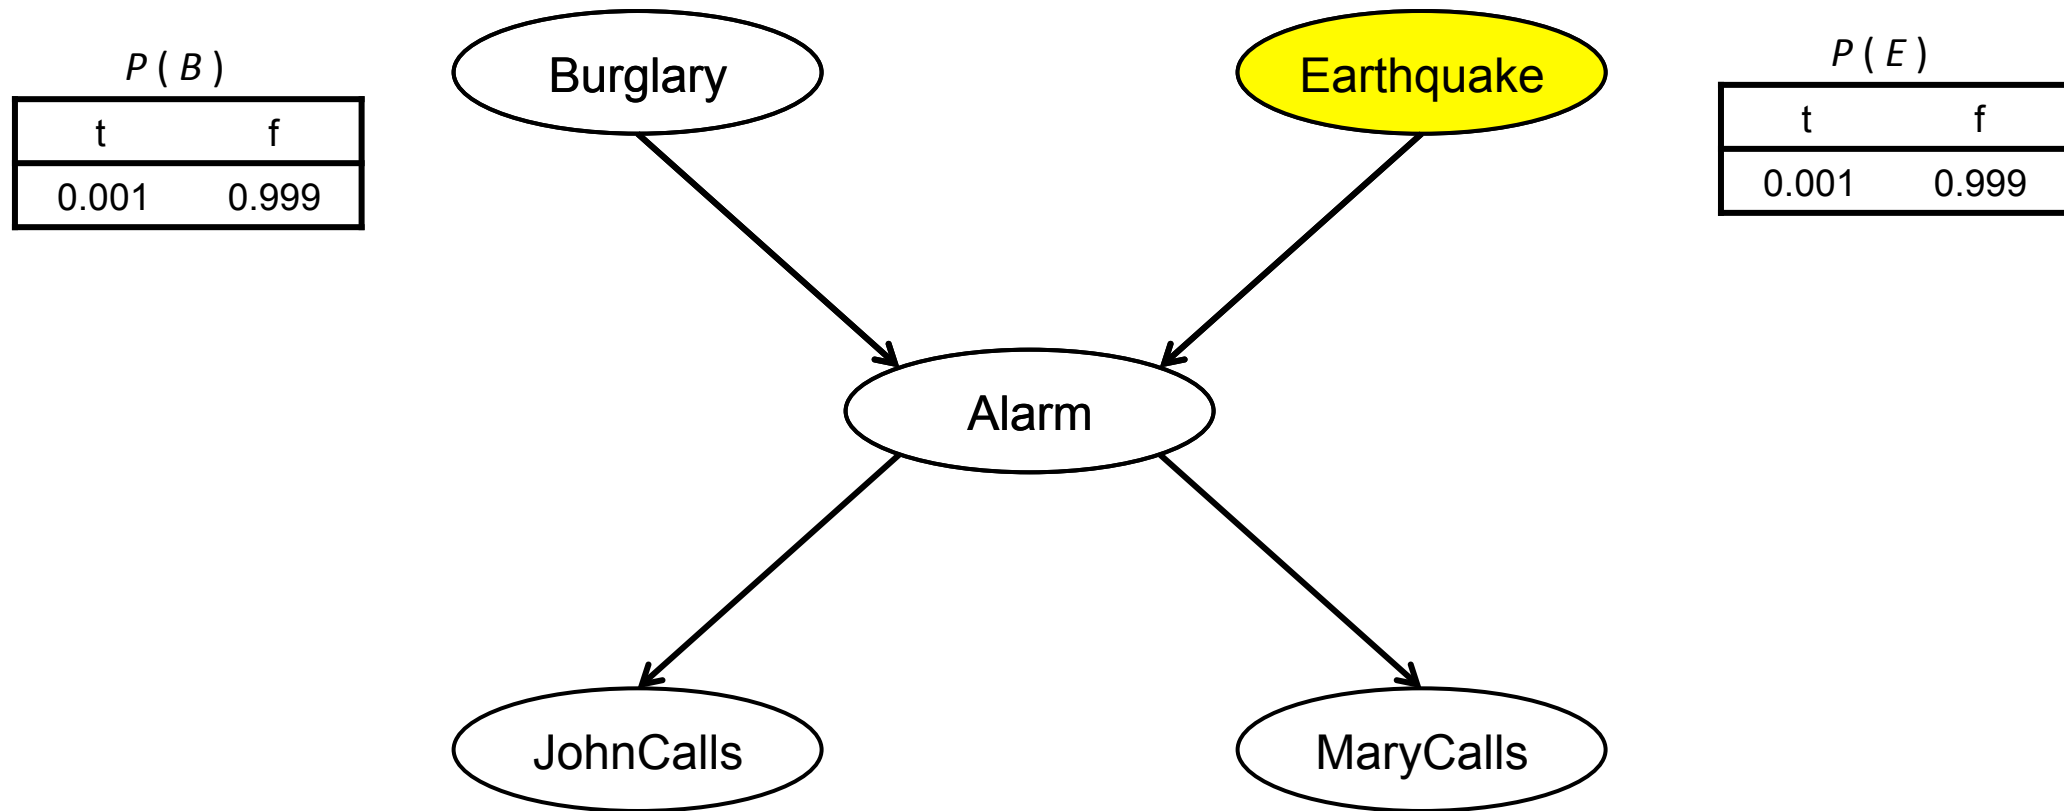 P ( B )
t f
0.001 0.999
Burglary
Earthquake
P ( E )
t f
0.001 0.999
Alarm
JohnCalls
MaryCalls